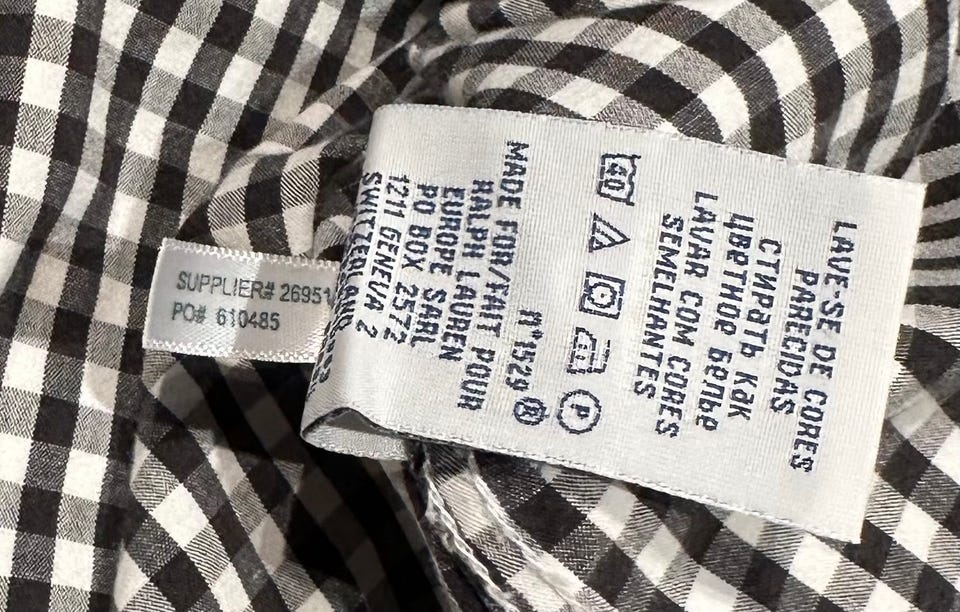 SUPPLIER# 26951
PO# 610485
LAVE-SE DE CORES
PARECIDAS
Стирать как
цветное белье
LAVAR COM CORES
SEMELHANTES
40 P
n°1529 ®
MADE FOR/FAIT POUR
RALPH LAUREN
EUROPE SARL
PO BOX 2572
1211 GENEVA 2
SWITZERLAND